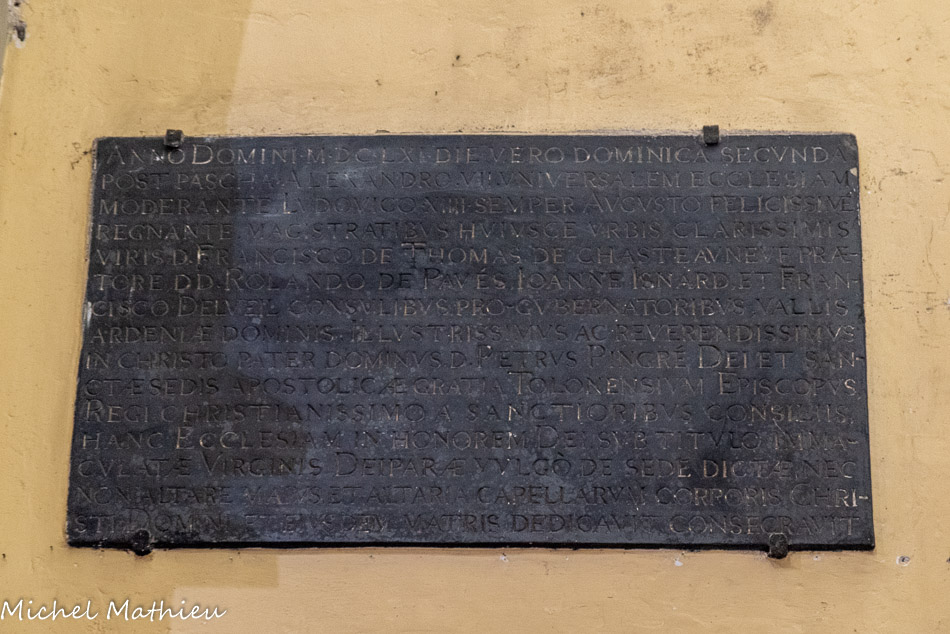 ANNO DOMINI·M·DC·LXI·DIE VERO DOMINICA SECVNDA
POST PASCHA ALEXANDRO VII VNIVERSALEM ECCLESIAM
MODERANTE LVDOVICO XIIII SEMPER AVGVSTO FELICISSIME
REGNANTE MAGISTRATIBVS HVIVSCE VRBIS CLARISSIMIS
VIRIS D. FRANCISCO DE THOMAS DE CHASTEAVNEVF PRÆ-
TORE DD. ROLANDO DE PAVÉS, IOANNE ISNARD, ET FRAN-
CISCO DELVEIL CONSVLIBVS PRO-GVBERNATORIBVS VALLIS
ARDENIÆ DOMINIS, ILLVSTRISSIMVS AC REVERENDISSIMVS
IN CHRISTO PATER DOMINVS D. PETRVS PINGRÉ DEI ET SAN-
CTÆ SEDIS APOSTOLICÆ GRATIA TOLONENSIVM EPISCOPVS
REGI CHRISTIANISSIMO A SANCTIORIBVS CONSILIIS,
HANC ECCLESIAM IN HONOREM DEI SVB TITVLO IMMA-
CVLATÆ VIRGINIS DEIPARÆ VVLGÒ DE SEDE DICTÆ NEC
NON ALTARE MAIVS ET ALTARIA CAPELLARVM CORPORIS CHRI-
STI DOMINI ET EIVSDEM MATRIS DEDICAVIT CONSECRAVIT
Michel Mathieu